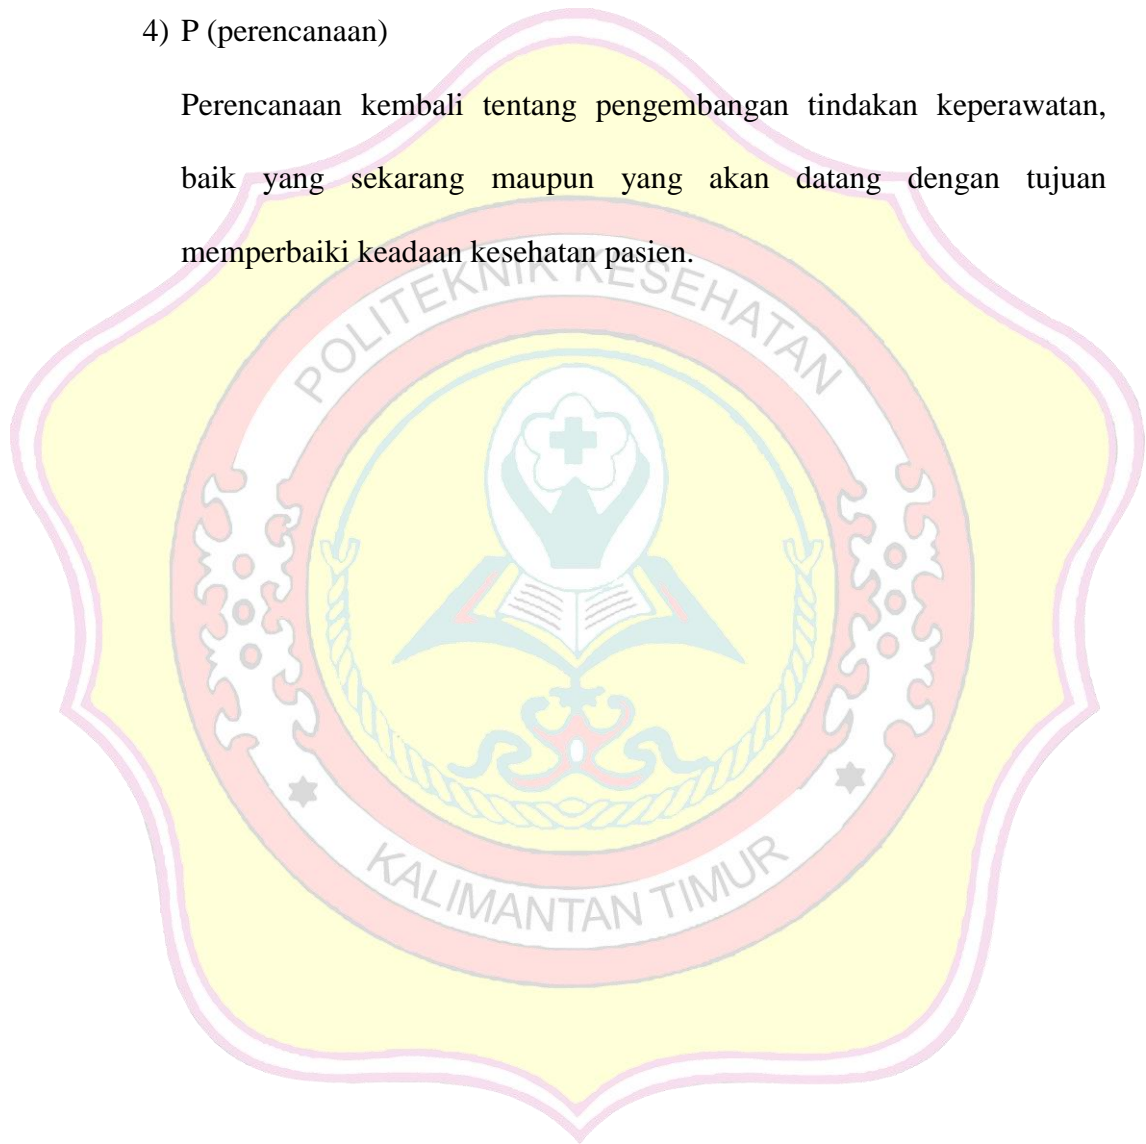 4) P (perencanaan)
Perencanaan kembali tentang pengembangan tindakan keperawatan,
baik yang sekarang maupun yang akan datang dengan tujuan
memperbaiki keadaan kesehatan pasien.
POLITEKNIK KESEHATAN
KALIMANTAN TIMUR